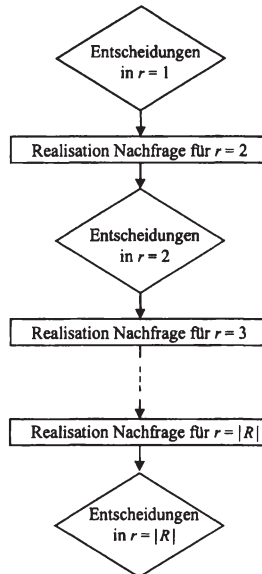 Entscheidungen
in r = 1
Realisation Nachfrage für r = 2
Entscheidungen
in r = 2
Realisation Nachfrage für r = 3
Realisation Nachfrage für r = |R|
Entscheidungen
in r = |R|